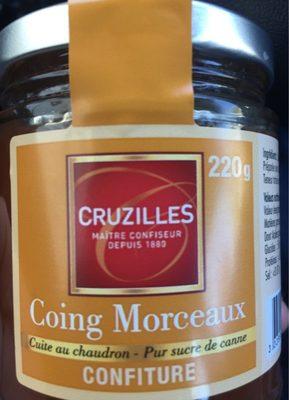 220g
CRUZILLES
MAÎTRE CONFISEUR
DEPUIS 1880
Coing Morceaux
Cuite au chaudron - Pur sucre de canne
CONFITURE